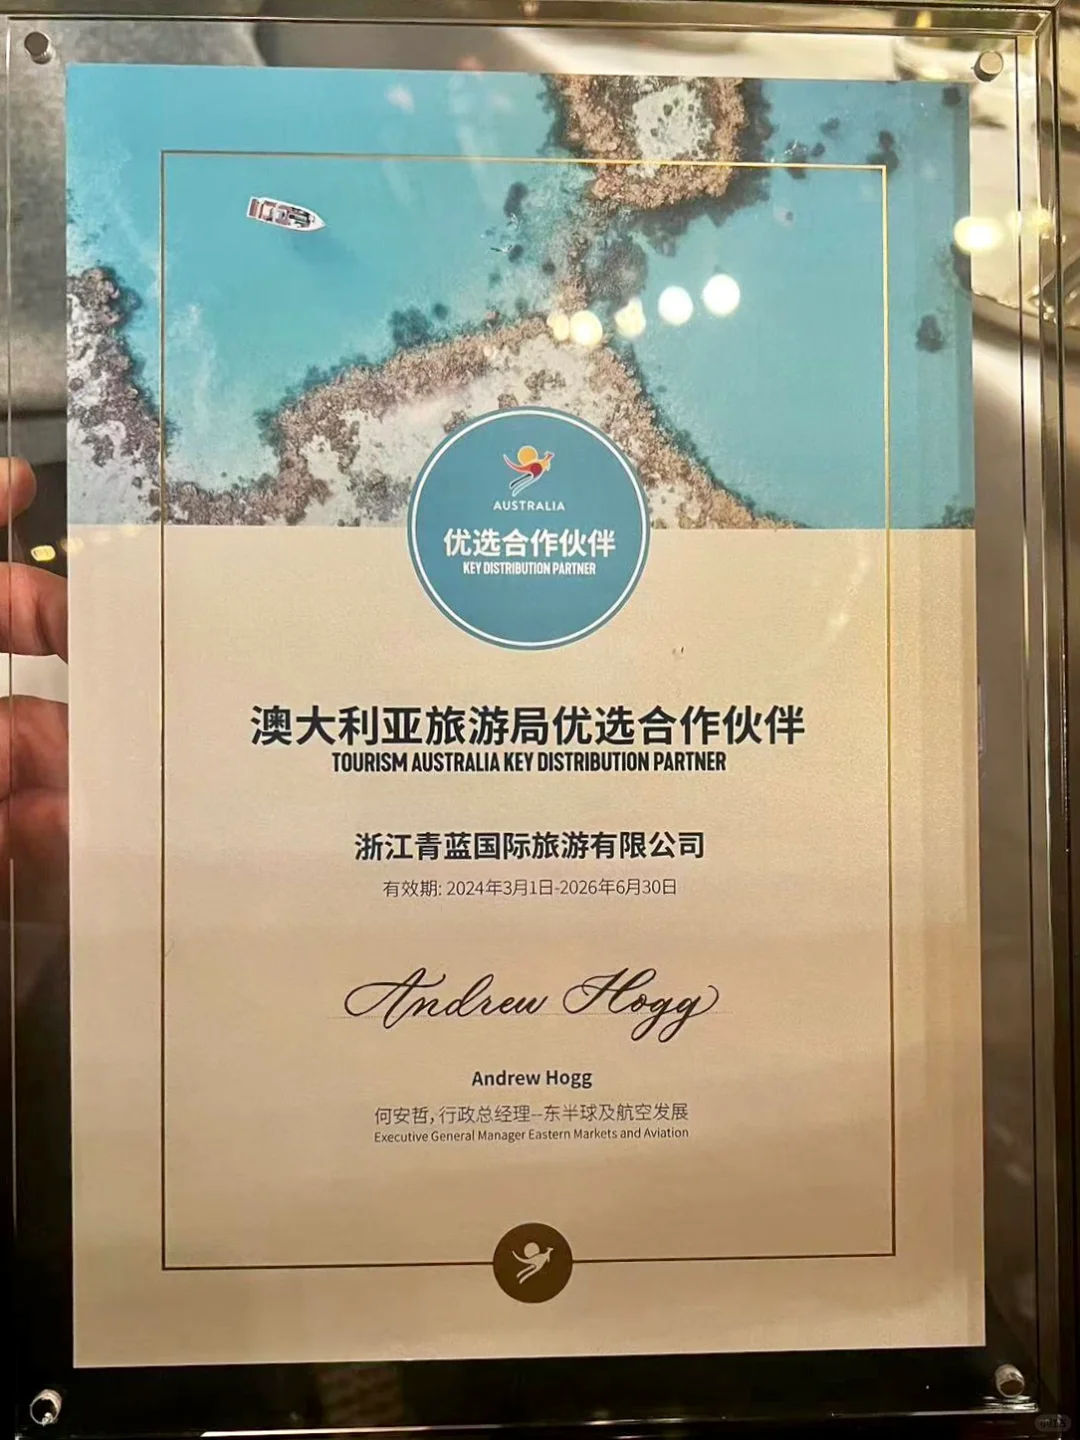 AUSTRALIA
优选合作伙伴
KEY DISTRIBUTION PARTNER
澳大利亚旅游局优选合作伙伴
TOURISM AUSTRALIA KEY DISTRIBUTION PARTNER
浙江青蓝国际旅游有限公司
有效期: 2024年3月1日-2026年6月30日
Andrew Hogg
Andrew Hogg
何安哲, 行政总经理--东半球及航空发展
Executive General Manager Eastern Markets and Aviation